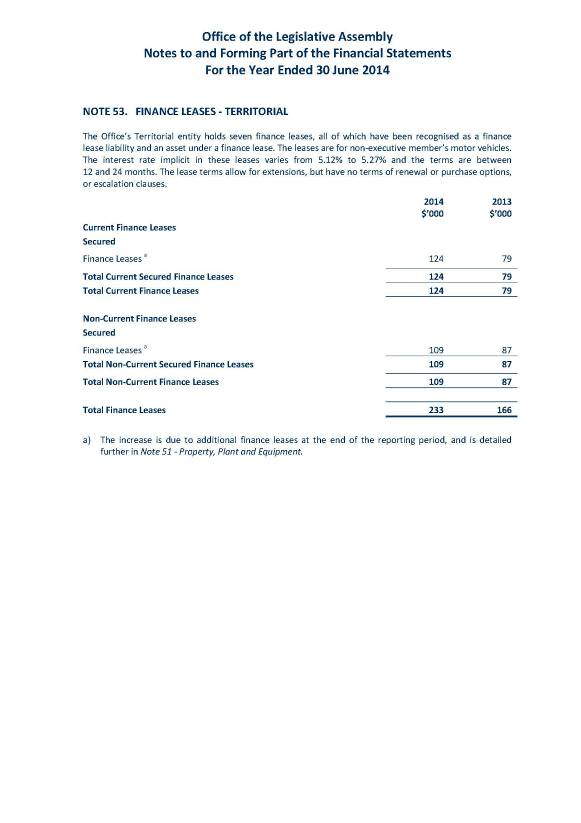 Office of the Legislative Assembly
Notes to and Forming Part of the Financial Statements
For the Year Ended 30 June 2014
NOTE 53. FINANCE LEASES - TERRITORIAL
The Office's Territorial entity holds seven finance leases, all of which have been recognised as a finance
lease liability and an asset under a finance lease. The leases are for non-executive member's motor vehicles.
The interest rate implicit in these leases varies from 5.12% to 5.27% and the terms are between
12 and 24 months. The lease terms allow for extensions, but have no terms of renewal or purchase options,
or escalation clauses.
2014 2013
$'000 $'000
Current Finance Leases
Secured
Finance Leases a 124 79
Total Current Secured Finance Leases 124 79
Total Current Finance Leases 124 79
Non-Current Finance Leases
Secured
Finance Leases a 109 87
Total Non-Current Secured Finance Leases 109 87
Total Non-Current Finance Leases 109 87
Total Finance Leases 233 166
a) The increase is due to additional finance leases at the end of the reporting period, and is detailed
further in Note 51 - Property, Plant and Equipment.